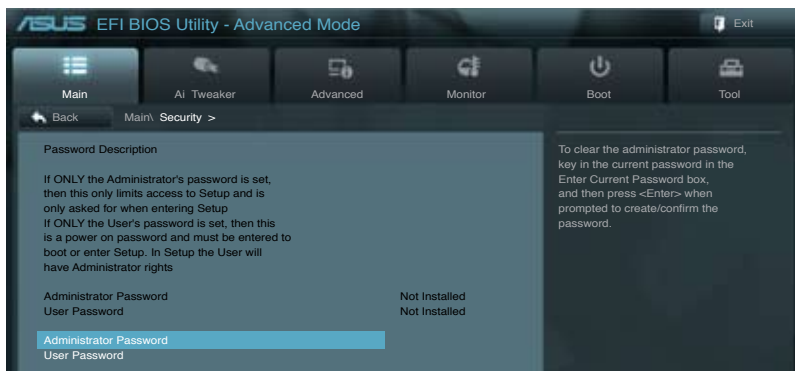 ASUS EFI BIOS Utility - Advanced Mode
Exit
Main
Ai Tweaker
Advanced
Monitor
Boot
Tool
Back
Main\ Security >
Password Description
If ONLY the Administrator's password is set,
then this only limits access to Setup and is
only asked for when entering Setup
If ONLY the User's password is set, then this
is a power on password and must be entered to
boot or enter Setup. In Setup the User will
have Administrator rights
Administrator Password Not Installed
User Password Not Installed
Administrator Password
User Password
To clear the administrator password,
key in the current password in the
Enter Current Password box,
and then press <Enter> when
prompted to create/confirm the
password.